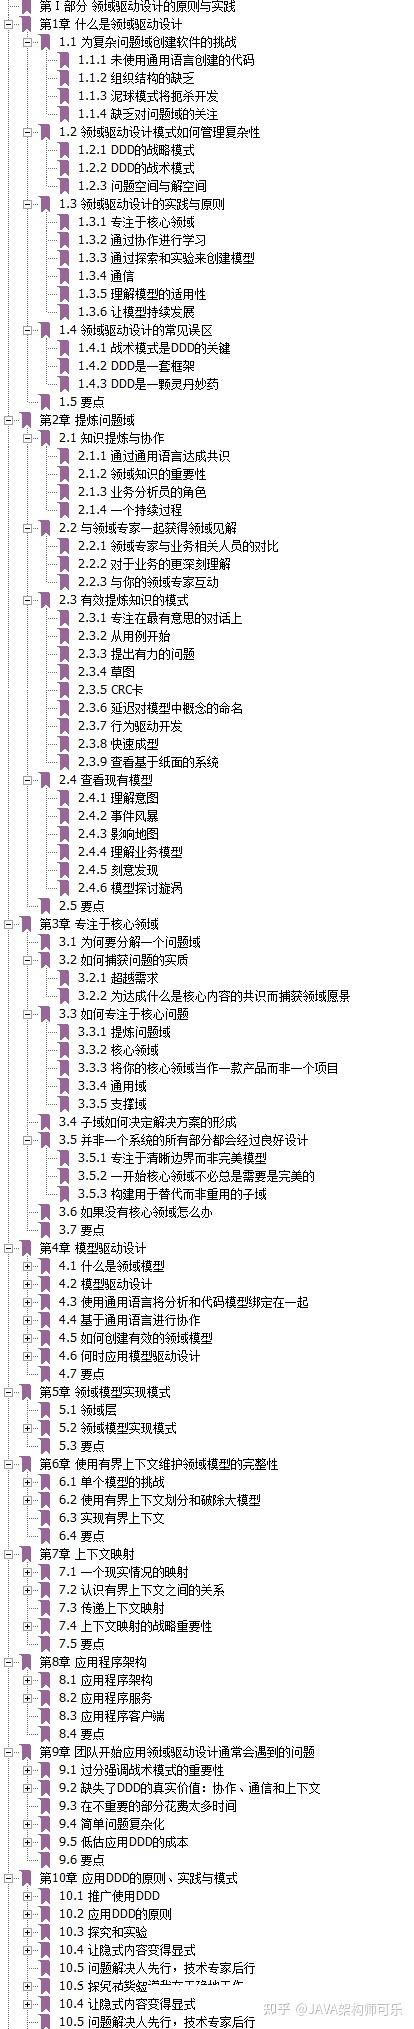 第 I 部分 领域驱动设计的原则与实践
第1章 什么是领域驱动设计
1.1 为复杂问题域创建软件的挑战
1.1.1 未使用通用语言创建的代码
1.1.2 组织结构的缺乏
1.1.3 泥球模式将扼杀开发
1.1.4 缺乏对问题域的关注
1.2 领域驱动设计模式如何管理复杂性
1.2.1 DDD的战略模式
1.2.2 DDD的战术模式
1.2.3 问题空间与解空间
1.3 领域驱动设计的实践与原则
1.3.1 专注于核心领域
1.3.2 通过协作进行学习
1.3.3 通过探索和实验来创建模型
1.3.4 通信
1.3.5 理解模型的适用性
1.3.6 让模型持续发展
1.4 领域驱动设计的常见误区
1.4.1 战术模式是DDD的关键
1.4.2 DDD是一套框架
1.4.3 DDD是一颗灵丹妙药
1.5 要点
第2章 提炼问题域
2.1 知识提炼与协作
2.1.1 通过通用语言达成共识
2.1.2 领域知识的重要性
2.1.3 业务分析员的角色
2.1.4 一个持续过程
2.2 与领域专家一起获得领域见解
2.2.1 领域专家与业务相关人员的对比
2.2.2 对于业务的更深刻理解
2.2.3 与你的领域专家互动
2.3 有效提炼知识的模式
2.3.1 专注在最有意思的对话上
2.3.2 从用例开始
2.3.3 提出有力的问题
2.3.4 草图
2.3.5 CRC卡
2.3.6 延迟对模型中概念的命名
2.3.7 行为驱动开发
2.3.8 快速成型
2.3.9 查看基于纸面的系统
2.4 查看现有模型
2.4.1 理解意图
2.4.2 事件风暴
2.4.3 影响地图
2.4.4 理解业务模型
2.4.5 刻意发现
2.4.6 模型探讨漩涡
2.5 要点
第3章 专注于核心领域
3.1 为何要分解一个问题域
3.2 如何捕获问题的实质
3.2.1 超越需求
3.2.2 为达成什么是核心内容的共识而捕获领域愿景
3.3 如何专注于核心问题
3.3.1 提炼问题域
3.3.2 核心领域
3.3.3 将你的核心领域当作一款产品而非一个项目
3.3.4 通用域
3.3.5 支撑域
3.4 子域如何决定解决方案的形成
3.5 并非一个系统的所有部分都会经过良好设计
3.5.1 专注于清晰边界而非完美模型
3.5.2 一开始核心领域不必总是需要是完美的
3.5.3 构建用于替代而非重用的子域
3.6 如果没有核心领域怎么办
3.7 要点
第4章 模型驱动设计
4.1 什么是领域模型
4.2 模型驱动设计
4.3 使用通用语言将分析和代码模型绑定在一起
4.4 基于通用语言进行协作
4.5 如何创建有效的领域模型
4.6 何时应用模型驱动设计
4.7 要点
第5章 领域模型实现模式
5.1 领域层
5.2 领域模型实现模式
5.3 要点
第6章 使用有界上下文维护领域模型的完整性
6.1 单个模型的挑战
6.2 使用有界上下文划分和破除大模型
6.3 实现有界上下文
6.4 要点
第7章 上下文映射
7.1 一个现实情况的映射
7.2 认识有界上下文之间的关系
7.3 传递上下文映射
7.4 上下文映射的战略重要性
7.5 要点
第8章 应用程序架构
8.1 应用程序架构
8.2 应用程序服务
8.3 应用程序客户端
8.4 要点
第9章 团队开始应用领域驱动设计通常会遇到的问题
9.1 过分强调战术模式的重要性
9.2 缺失了DDD的真实价值：协作、通信和上下文
9.3 在不重要的部分花费太多时间
9.4 简单问题复杂化
9.5 低估应用DDD的成本
9.6 要点
第10章 应用DDD的原则、实践与模式
10.1 推广使用DDD
10.2 应用DDD的原则
10.3 探究和实验
10.4 让隐式内容变得显式
10.5 问题解决人先行，技术专家后行
10.4 让隐式内容变得显式
10.5 问题解决人先行，技术专家后行
知乎 @JAVA架构师可乐